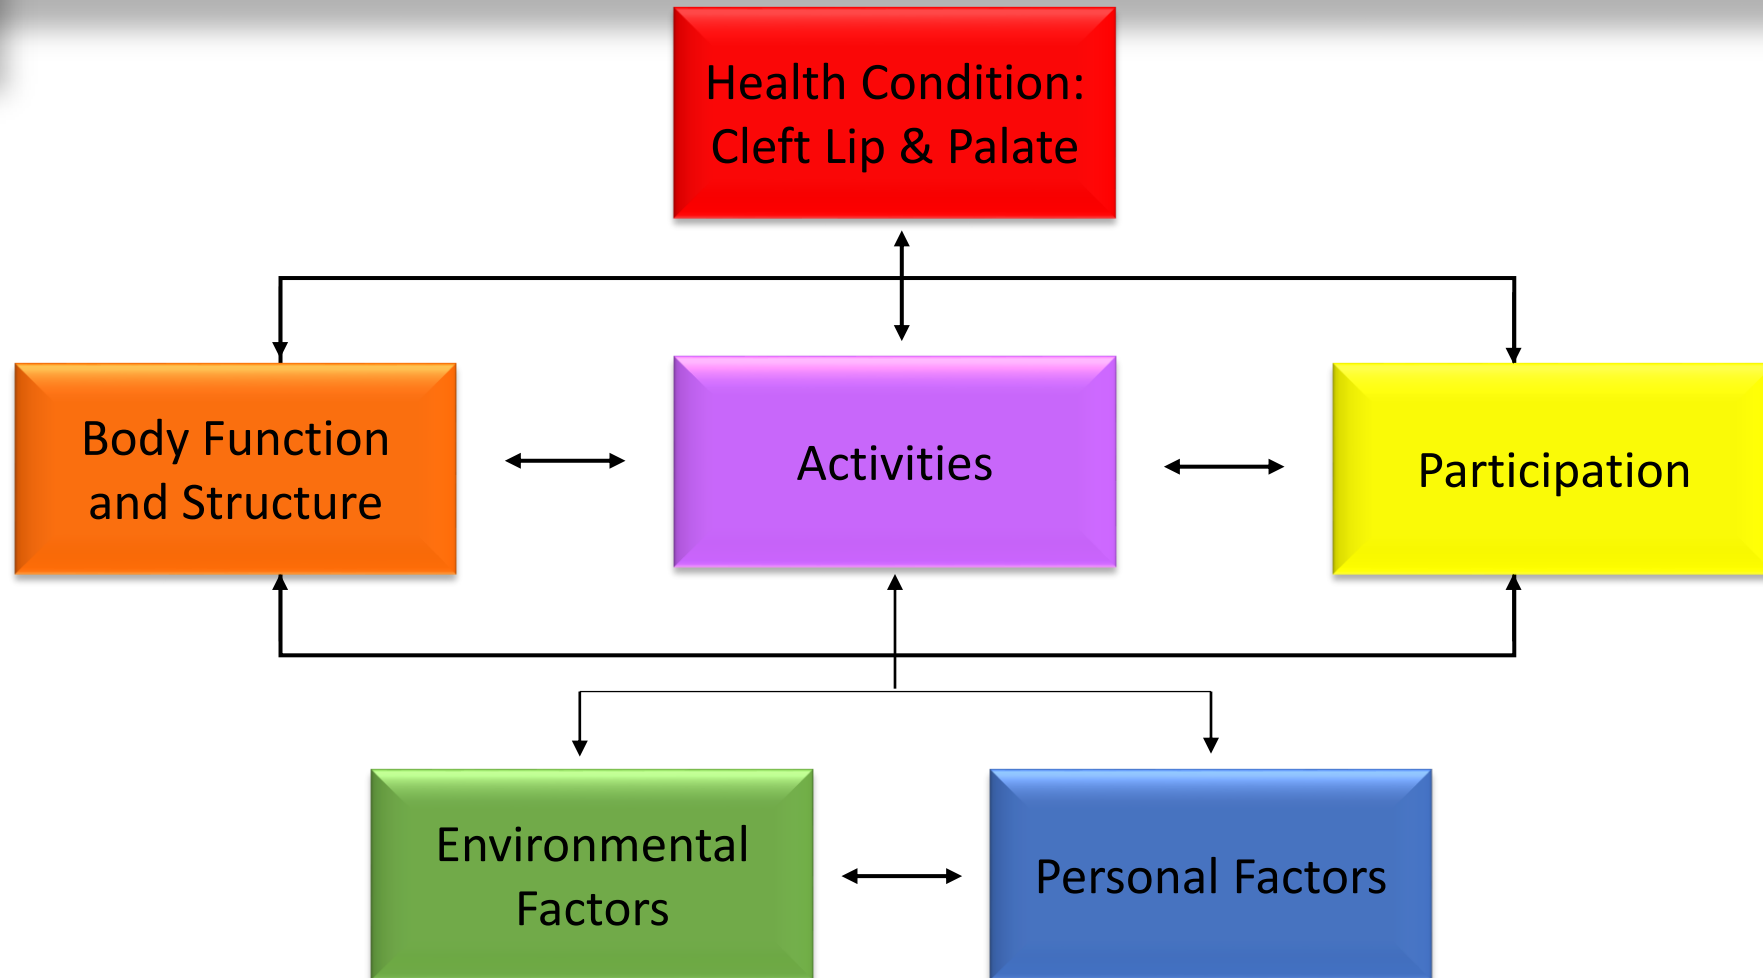 Health Condition:
Cleft Lip & Palate
Body Function
and Structure
Activities
Participation
Environmental
Factors
Personal Factors